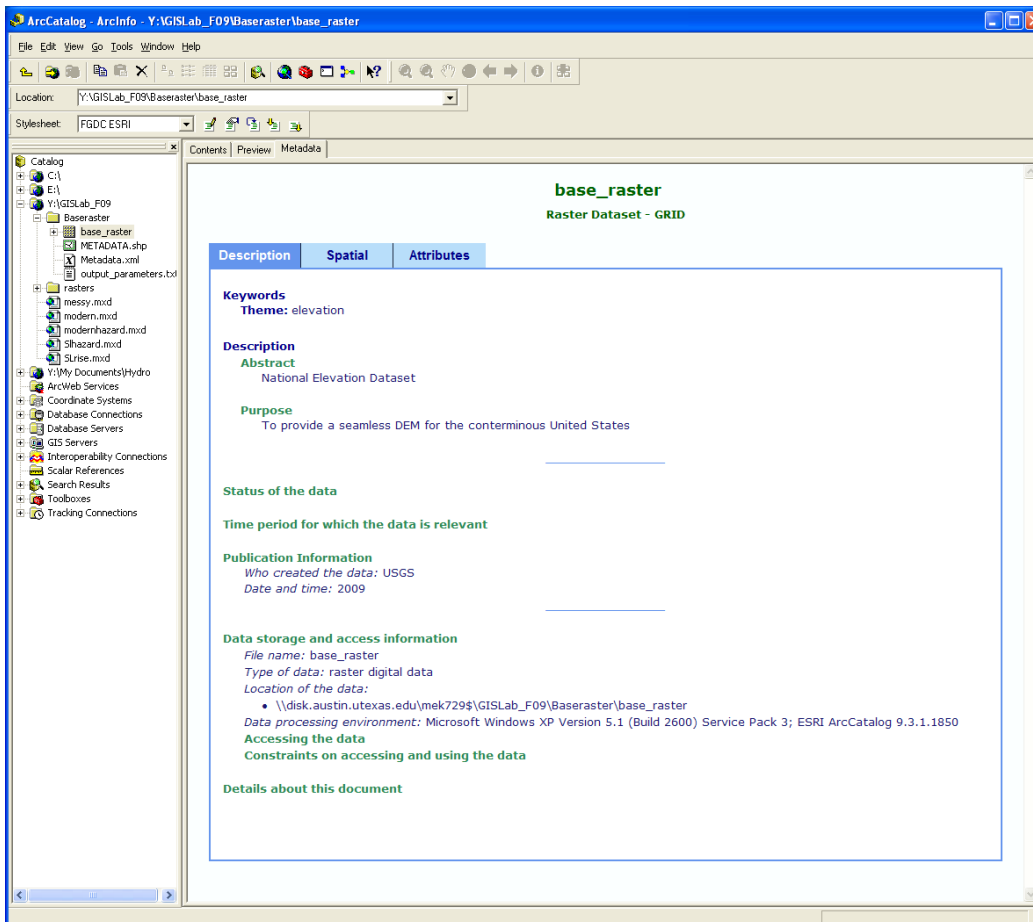 ArcCatalog - ArcInfo - Y:\GISLab_F09\Baseraster\base_raster
File Edit View Go Tools Window Help
Location: Y:\GISLab_F09\Baseraster\base_raster
Stylesheet: FGDC ESRI
Contents Preview Metadata
Catalog
C:\
E:\
Y:\GISLab_F09
Baseraster
base_raster
METADATA.shp
Metadata.xml
output_parameters.txt
rasters
messy.mxd
modern.mxd
modernhazard.mxd
Slhazard.mxd
SLrise.mxd
Y:\My Documents\Hydro
ArcWeb Services
Coordinate Systems
Database Connections
Database Servers
GIS Servers
Interoperability Connections
Scalar References
Search Results
Toolboxes
Tracking Connections
base_raster
Raster Dataset - GRID
Description Spatial Attributes
Keywords
Theme: elevation
Description
Abstract
National Elevation Dataset
Purpose
To provide a seamless DEM for the conterminous United States
Status of the data
Time period for which the data is relevant
Publication Information
Who created the data: USGS
Date and time: 2009
Data storage and access information
File name: base_raster
Type of data: raster digital data
Location of the data:
• \\disk.austin.utexas.edu\mek729$\GISLab_F09\Baseraster\base_raster
Data processing environment: Microsoft Windows XP Version 5.1 (Build 2600) Service Pack 3; ESRI ArcCatalog 9.3.1.1850
Accessing the data
Constraints on accessing and using the data
Details about this document